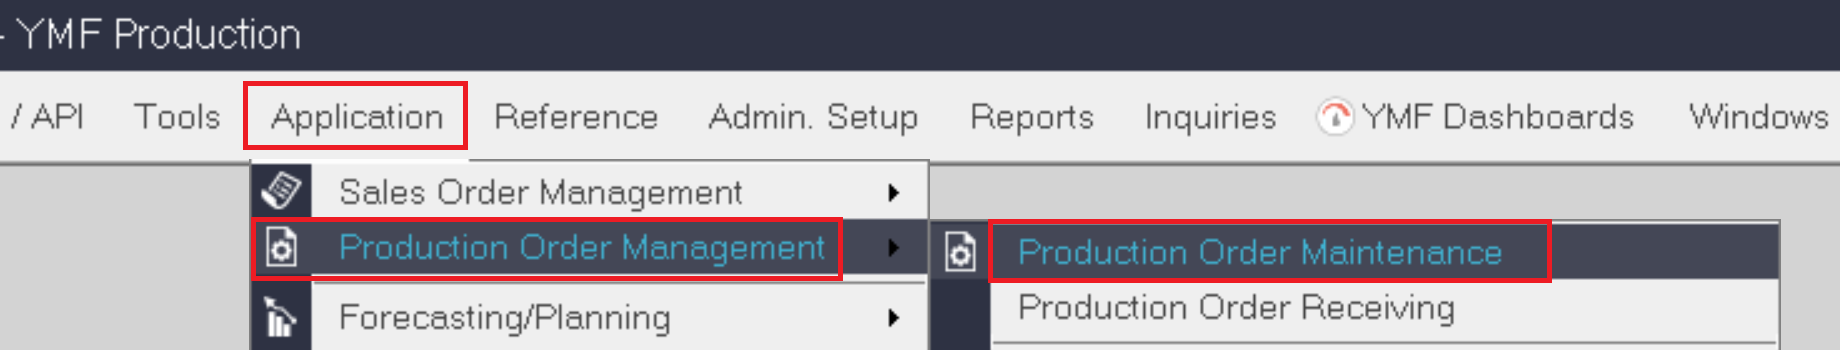 - YMF Production
/ API Tools Application Reference Admin. Setup Reports Inquiries YMF Dashboards Windows
Sales Order Management
Production Order Management
Production Order Maintenance
Production Order Receiving
Forecasting/Planning